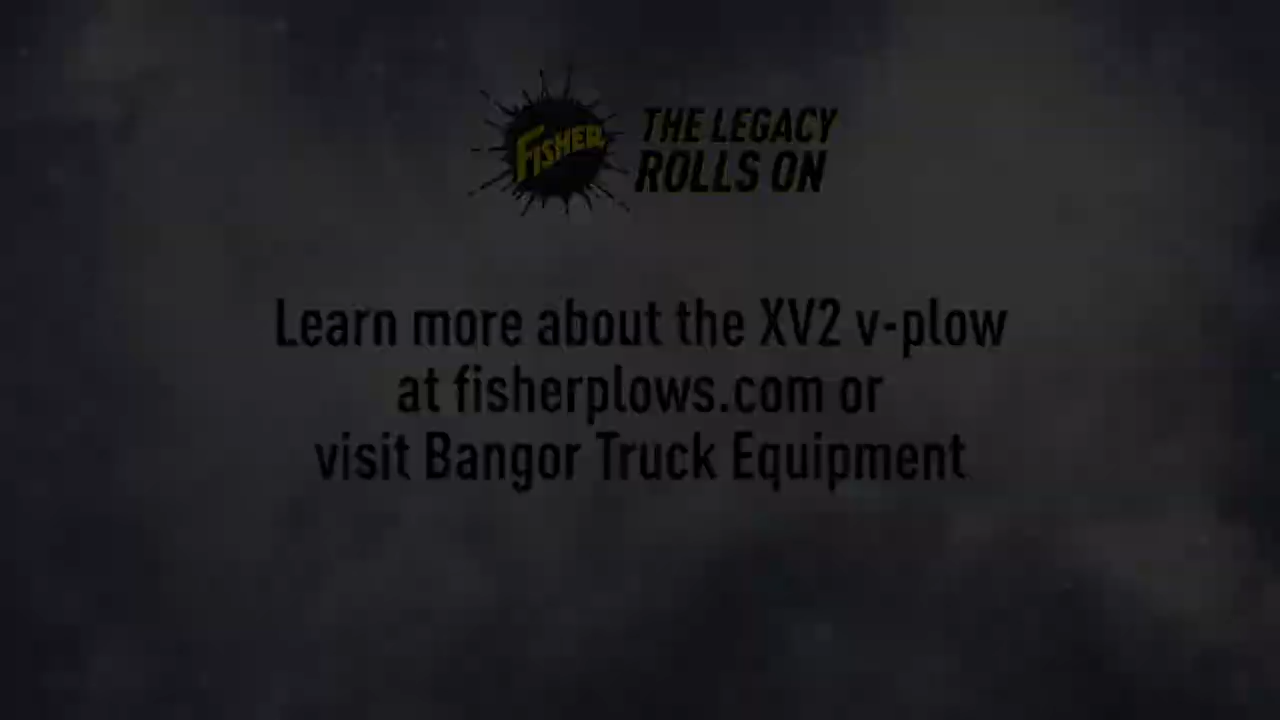 FISHER
THE LEGACY
ROLLS ON
Learn more about the XV2 v-plow
at fisherplows.com or
visit Bangor Truck Equipment